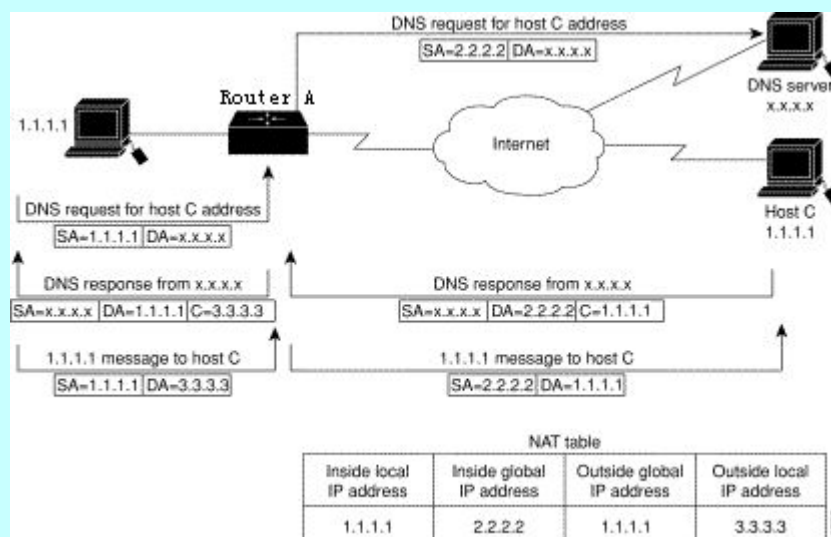 DNS request for host C address
SA=2.2.2.2 DA=x.x.x.x
DNS server
x.x.x.x
Router A
1.1.1.1
Internet
Host C
1.1.1.1
DNS request for host C address
SA=1.1.1.1 DA=x.x.x.x
DNS response from x.x.x.x
SA=x.x.x.x DA=1.1.1.1 C=3.3.3.3
DNS response from x.x.x.x
SA=x.x.x.x DA=2.2.2.2 C=1.1.1.1
1.1.1.1 message to host C
SA=1.1.1.1 DA=3.3.3.3
1.1.1.1 message to host C
SA=2.2.2.2 DA=1.1.1.1
NAT table
Inside local IP address
Inside global IP address
Outside global IP address
Outside local IP address
1.1.1.1 2.2.2.2 1.1.1.1 3.3.3.3